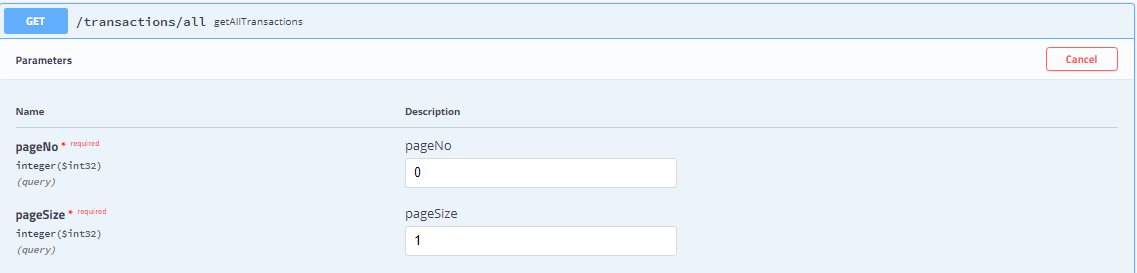 GET /transactions/all getAllTransactions
Parameters Cancel
Name Description
pageNo * required pageNo
integer($int32) 0
(query)
pageSize * required pageSize
integer($int32) 1
(query)